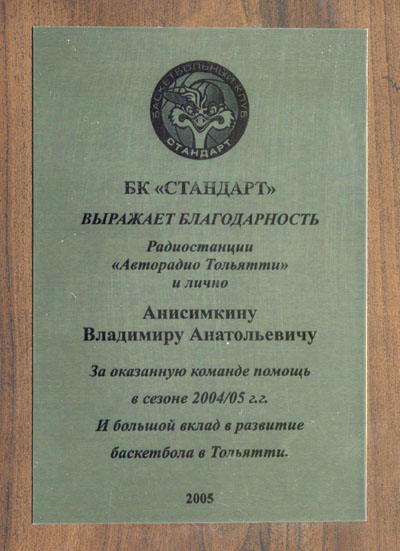 БАСКЕТБОЛЬНЫЙ КЛУБ
СТАНДАРТ
БК «СТАНДАРТ»
ВЫРАЖАЕТ БЛАГОДАРНОСТЬ
Радиостанции
«Авторадио Тольятти»
и лично
Анисимкину
Владимиру Анатольевичу
За оказанную команде помощь
в сезоне 2004/05 г.г.
И большой вклад в развитие
баскетбола в Тольятти.
2005